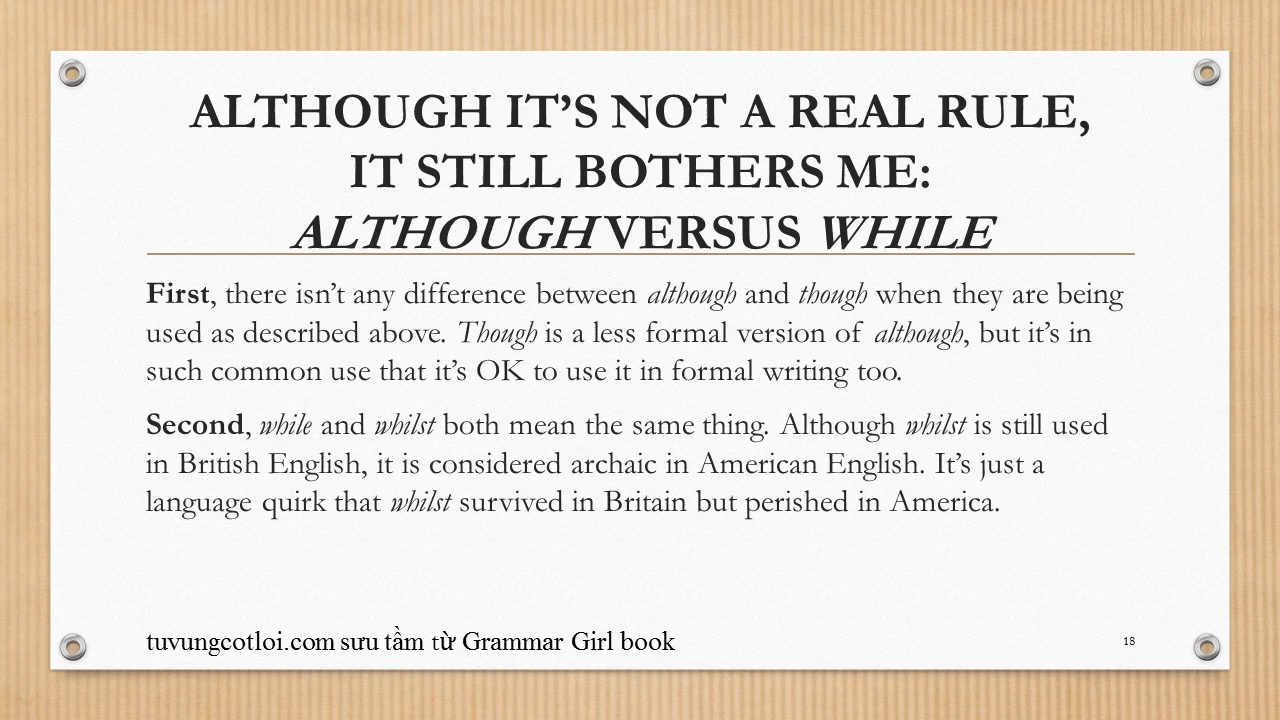 ALTHOUGH IT’S NOT A REAL RULE,
IT STILL BOTHERS ME:
ALTHOUGH VERSUS WHILE
First, there isn’t any difference between although and though when they are being
used as described above. Though is a less formal version of although, but it’s in
such common use that it’s OK to use it in formal writing too.
Second, while and whilst both mean the same thing. Although whilst is still used
in British English, it is considered archaic in American English. It’s just a
language quirk that whilst survived in Britain but perished in America.
tuvungcotloi.com sưu tầm từ Grammar Girl book
18